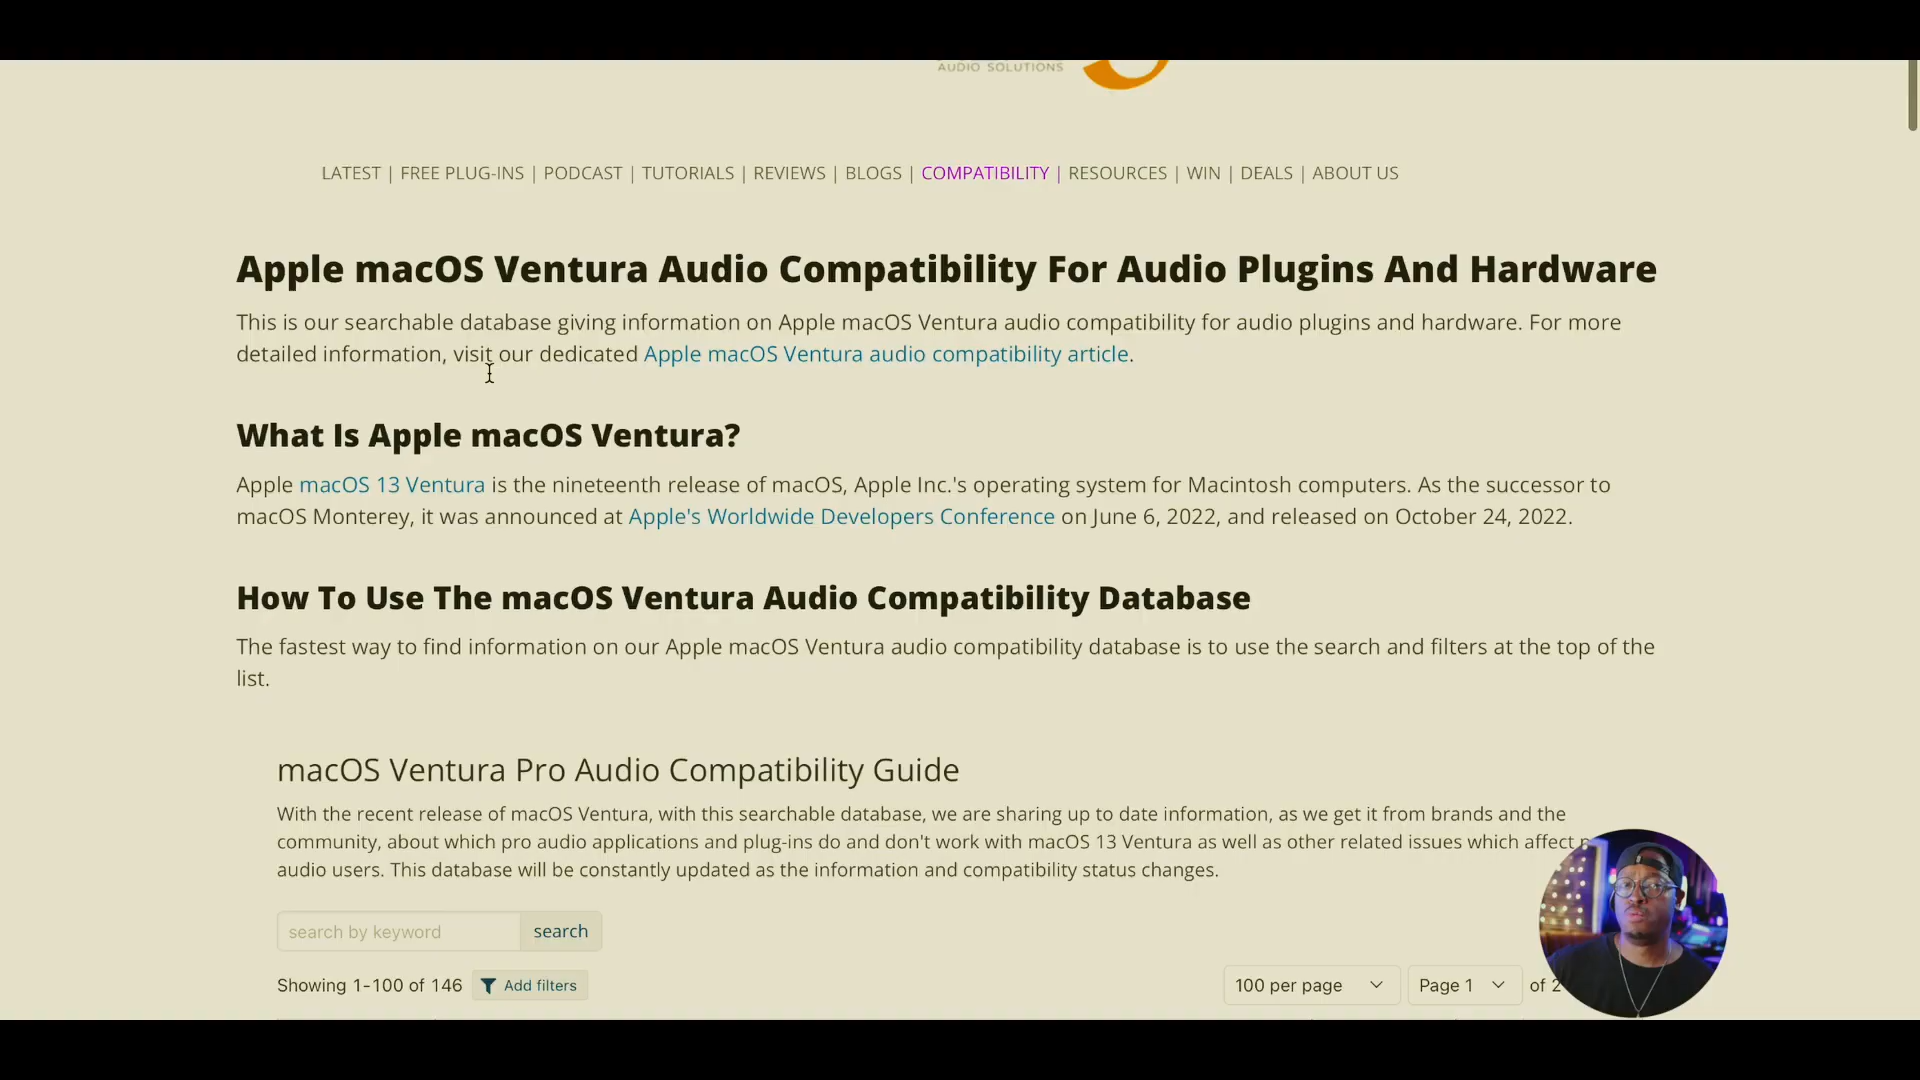 AUDIO SOLUTIONS
LATEST | FREE PLUG-INS | PODCAST | TUTORIALS | REVIEWS | BLOGS | COMPATIBILITY | RESOURCES | WIN | DEALS | ABOUT US
Apple macOS Ventura Audio Compatibility For Audio Plugins And Hardware
This is our searchable database giving information on Apple macOS Ventura audio compatibility for audio plugins and hardware. For more
detailed information, visit our dedicated Apple macOS Ventura audio compatibility article.
What Is Apple macOS Ventura?
Apple macOS 13 Ventura is the nineteenth release of macOS, Apple Inc.'s operating system for Macintosh computers. As the successor to
macOS Monterey, it was announced at Apple's Worldwide Developers Conference on June 6, 2022, and released on October 24, 2022.
How To Use The macOS Ventura Audio Compatibility Database
The fastest way to find information on our Apple macOS Ventura audio compatibility database is to use the search and filters at the top of the
list.
macOS Ventura Pro Audio Compatibility Guide
With the recent release of macOS Ventura, with this searchable database, we are sharing up to date information, as we get it from brands and the
community, about which pro audio applications and plug-ins do and don't work with macOS 13 Ventura as well as other related issues which affect
audio users. This database will be constantly updated as the information and compatibility status changes.
search by keyword search
Showing 1-100 of 146 Add filters 100 per page Page 1 of 2